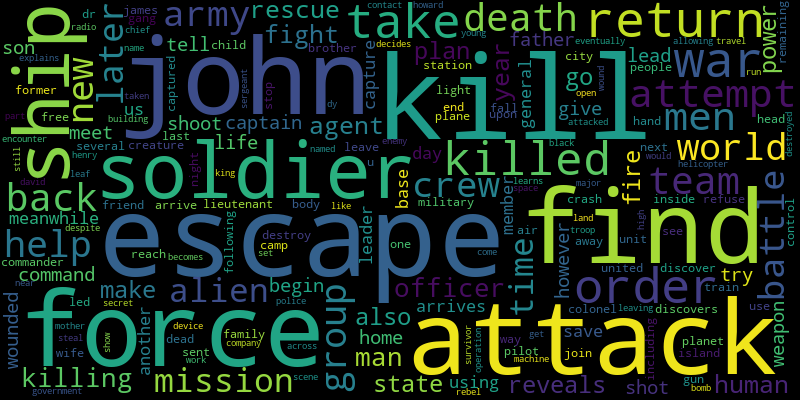 john
kill
escape
find
force
attack
soldier
ship
take
death
return
army
rescue
fight
war
attempt
men
killed
world
team
crew
back
help
battle
order
time
group
mission
alien
officer
killing
man
state
human
reveals
later
new
plan
agent
captain
shoot
tell
meet
us
son
dr
james
gang
radio
chief
name
brother
child
father
general
year
go
give
lead
people
city
power
remaining
destroyed
contact
howard
young
eventually
decides
allowing
travel
explains
former
part
encounter
still
free
taken
building
several
henry
leaf
david
despite
creature
last
life
night
king
captured
sergeant
stop
capture
station
light
end
plane
fall
upon
attacked
wound
open
hand
head
run
black
enemy
dy
named
leave
u
day
base
military
member
learns
space
helicopter
major
would
next
inside
refuse
fire
crash
land
troop
away
unit
high
see
control
meanwhile
commander
command
friend
arrive
lieutenant
body
like
one
leader
following
reach
becomes
destroy
camp
set
come
air
however
united
discover
train
try
use
near
led
secret
make
begin
also
arrives
colonel
leaving
discovers
weapon
wounded
mother
steal
wife
show
another
device
dead
police
family
company
across
home
sent
work
scene
government
using
survivor
operation
way
get
pilot
machine
save
join
rebel
including
planet
island
shot
gun
bomb